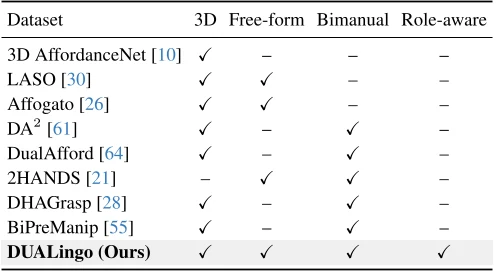 Dataset 3D Free-form Bimanual Role-aware
3D AffordanceNet [10] ✓ – – –
LASO [30] ✓ ✓ – –
Affogato [26] ✓ ✓ – –
DA² [61] ✓ – ✓ –
DualAfford [64] ✓ – ✓ –
2HANDS [21] – ✓ ✓ –
DHAGrasp [28] ✓ – ✓ –
BiPreManip [55] ✓ – ✓ –
DUALingo (Ours) ✓ ✓ ✓ ✓